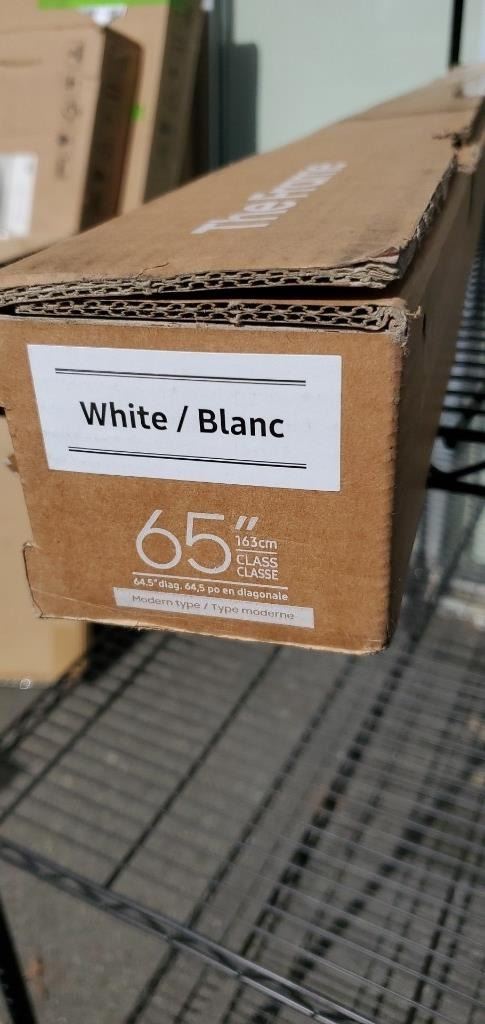 The Frame
White / Blanc
65"
163cm
CLASS
CLASSE
64.5" diag. 64,5 po en diagonale
Modern type / Type moderne